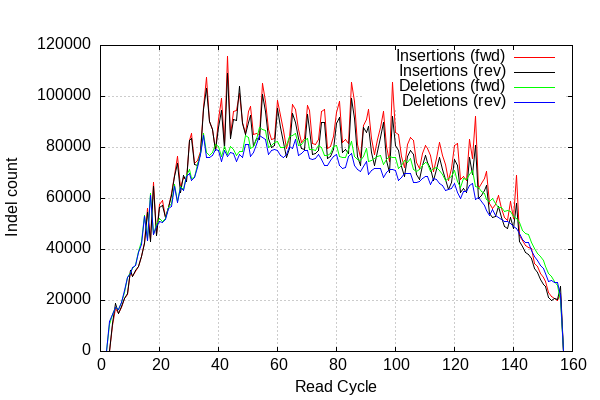 120000
Insertions (fwd)
Insertions (rev)
Deletions (fwd)
Deletions (rev)
100000
80000
60000
40000
20000
0
Indel count
0 20 40 60 80 100 120 140 160
Read Cycle